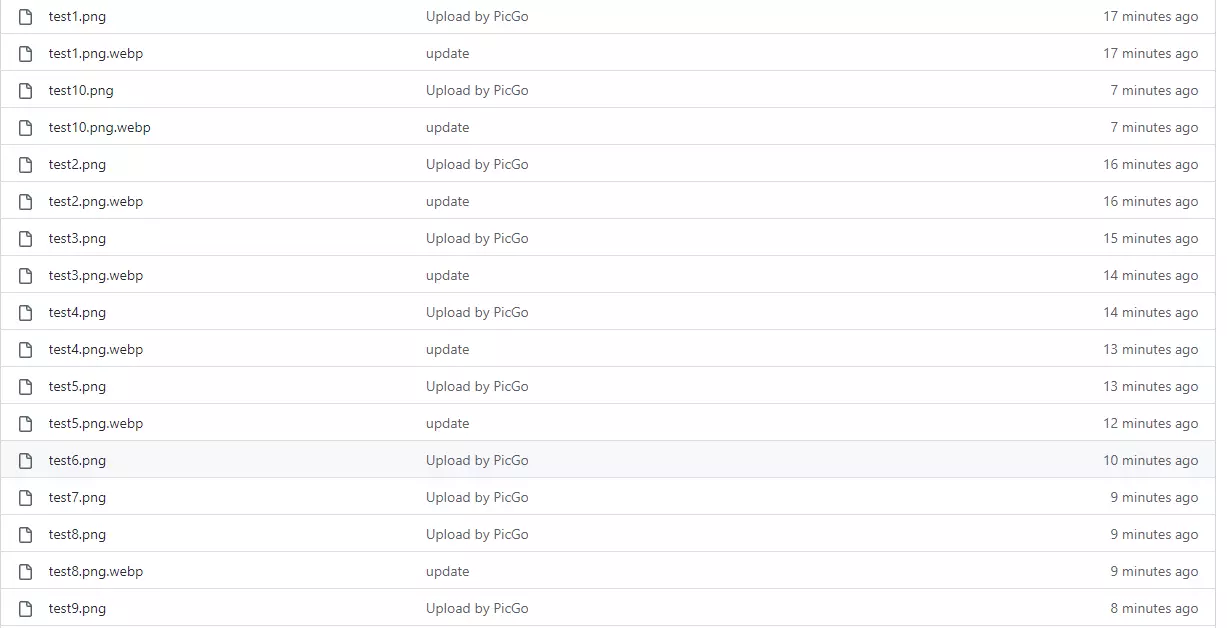 test1.png Upload by PicGo 17 minutes ago
test1.png.webp update 17 minutes ago
test10.png Upload by PicGo 7 minutes ago
test10.png.webp update 7 minutes ago
test2.png Upload by PicGo 16 minutes ago
test2.png.webp update 16 minutes ago
test3.png Upload by PicGo 15 minutes ago
test3.png.webp update 14 minutes ago
test4.png Upload by PicGo 14 minutes ago
test4.png.webp update 13 minutes ago
test5.png Upload by PicGo 13 minutes ago
test5.png.webp update 12 minutes ago
test6.png Upload by PicGo 10 minutes ago
test7.png Upload by PicGo 9 minutes ago
test8.png Upload by PicGo 9 minutes ago
test8.png.webp update 9 minutes ago
test9.png Upload by PicGo 8 minutes ago